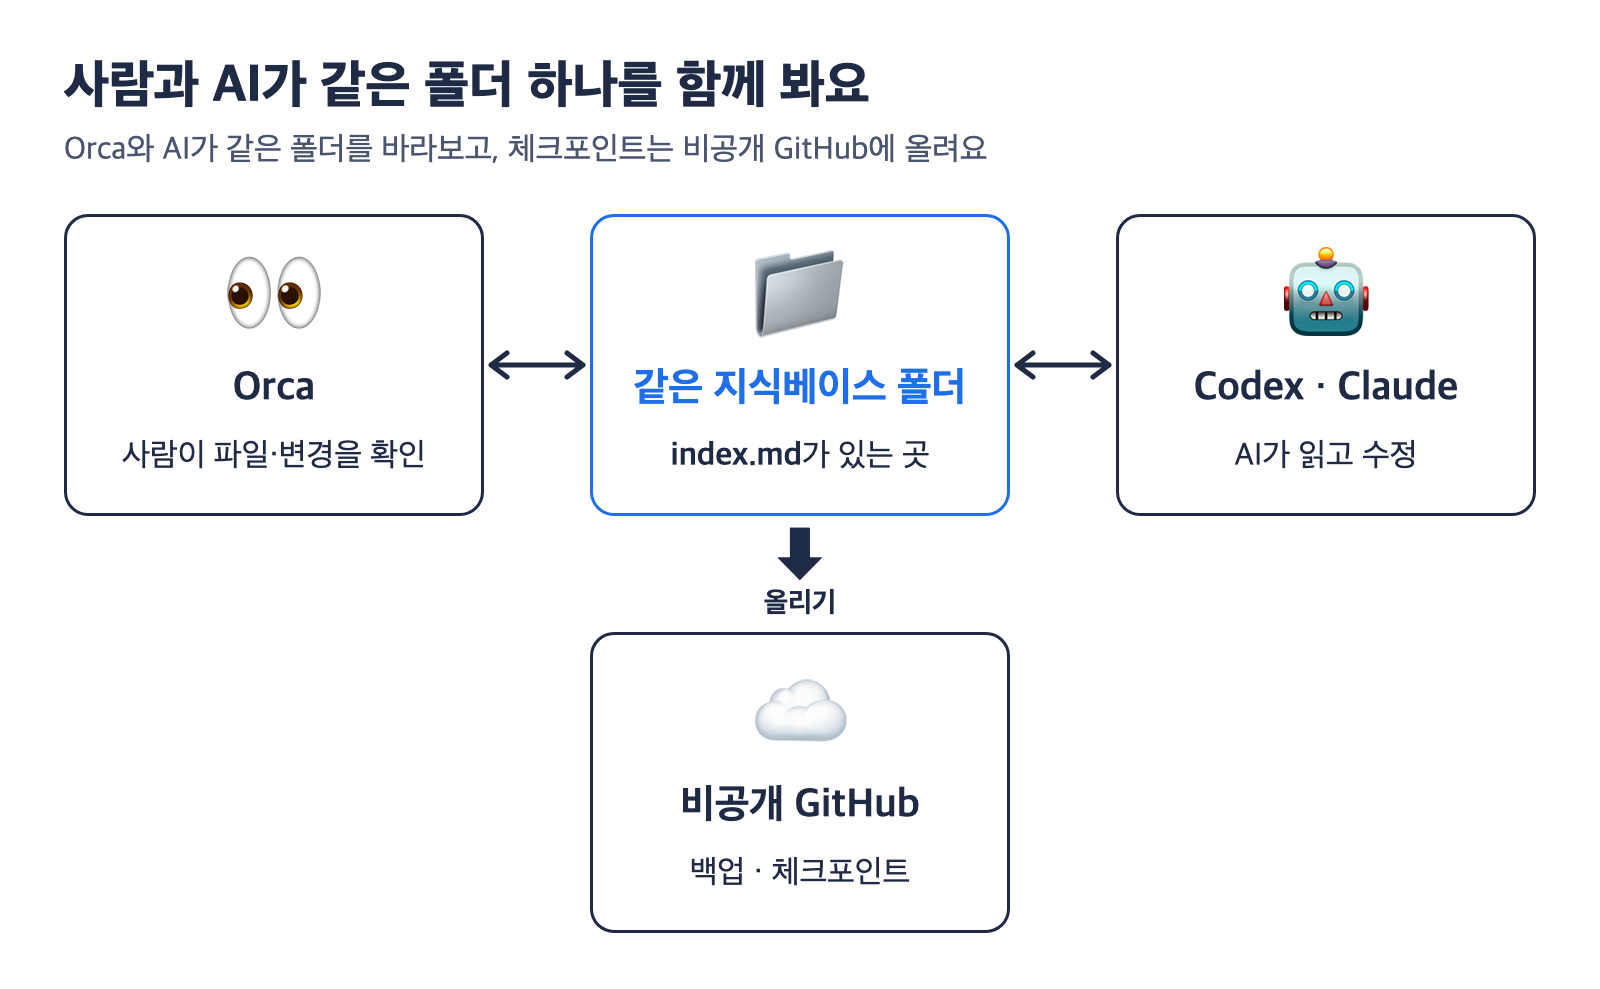 사람과 AI가 같은 폴더 하나를 함께 봐요
Orca와 AI가 같은 폴더를 바라보고, 체크포인트는 비공개 GitHub에 올려요
Orca
사람이 파일·변경을 확인
같은 지식베이스 폴더
index.md가 있는 곳
Codex · Claude
AI가 읽고 수정
올리기
비공개 GitHub
백업 · 체크포인트